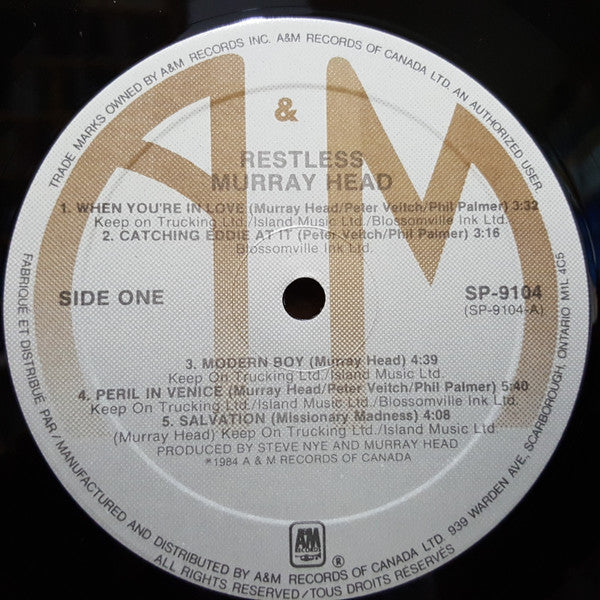 TRADE MARKS OWNED BY A&M RECORDS INC. A&M RECORDS OF CANADA LTD. AN AUTHORIZED USER
A & M
RESTLESS
MURRAY HEAD
1. WHEN YOU'RE IN LOVE (Murray Head/Peter Veitch/Phil Palmer) 3:32
Keep on Trucking Ltd./Island Music Ltd./Blossomville Ink Ltd.
2. CATCHING EDDIE AT IT (Peter Veitch/Phil Palmer) 3:16
Blossomville Ink Ltd.
SIDE ONE
SP-9104
(SP-9104-A)
3. MODERN BOY (Murray Head) 4:39
Keep On Trucking Ltd./Island Music Ltd.
4. PERIL IN VENICE (Murray Head/Peter Veitch/Phil Palmer) 5:40
Keep On Trucking Ltd./Island Music Ltd./Blossomville Ink Ltd.
5. SALVATION (Missionary Madness) 4:08
(Murray Head) Keep On Trucking Ltd./Island Music Ltd.
PRODUCED BY STEVE NYE AND MURRAY HEAD
*1984 A & M RECORDS OF CANADA
A&M
RECORDS
®
FABRIQUÉ ET DISTRIBUÉ PAR/MANUFACTURED AND DISTRIBUTED BY A&M RECORDS OF CANADA LTD. 939 WARDEN AVE, SCARBOROUGH, ONTARIO M1L 4C5
ALL RIGHTS RESERVED/TOUS DROITS RESERVÉS